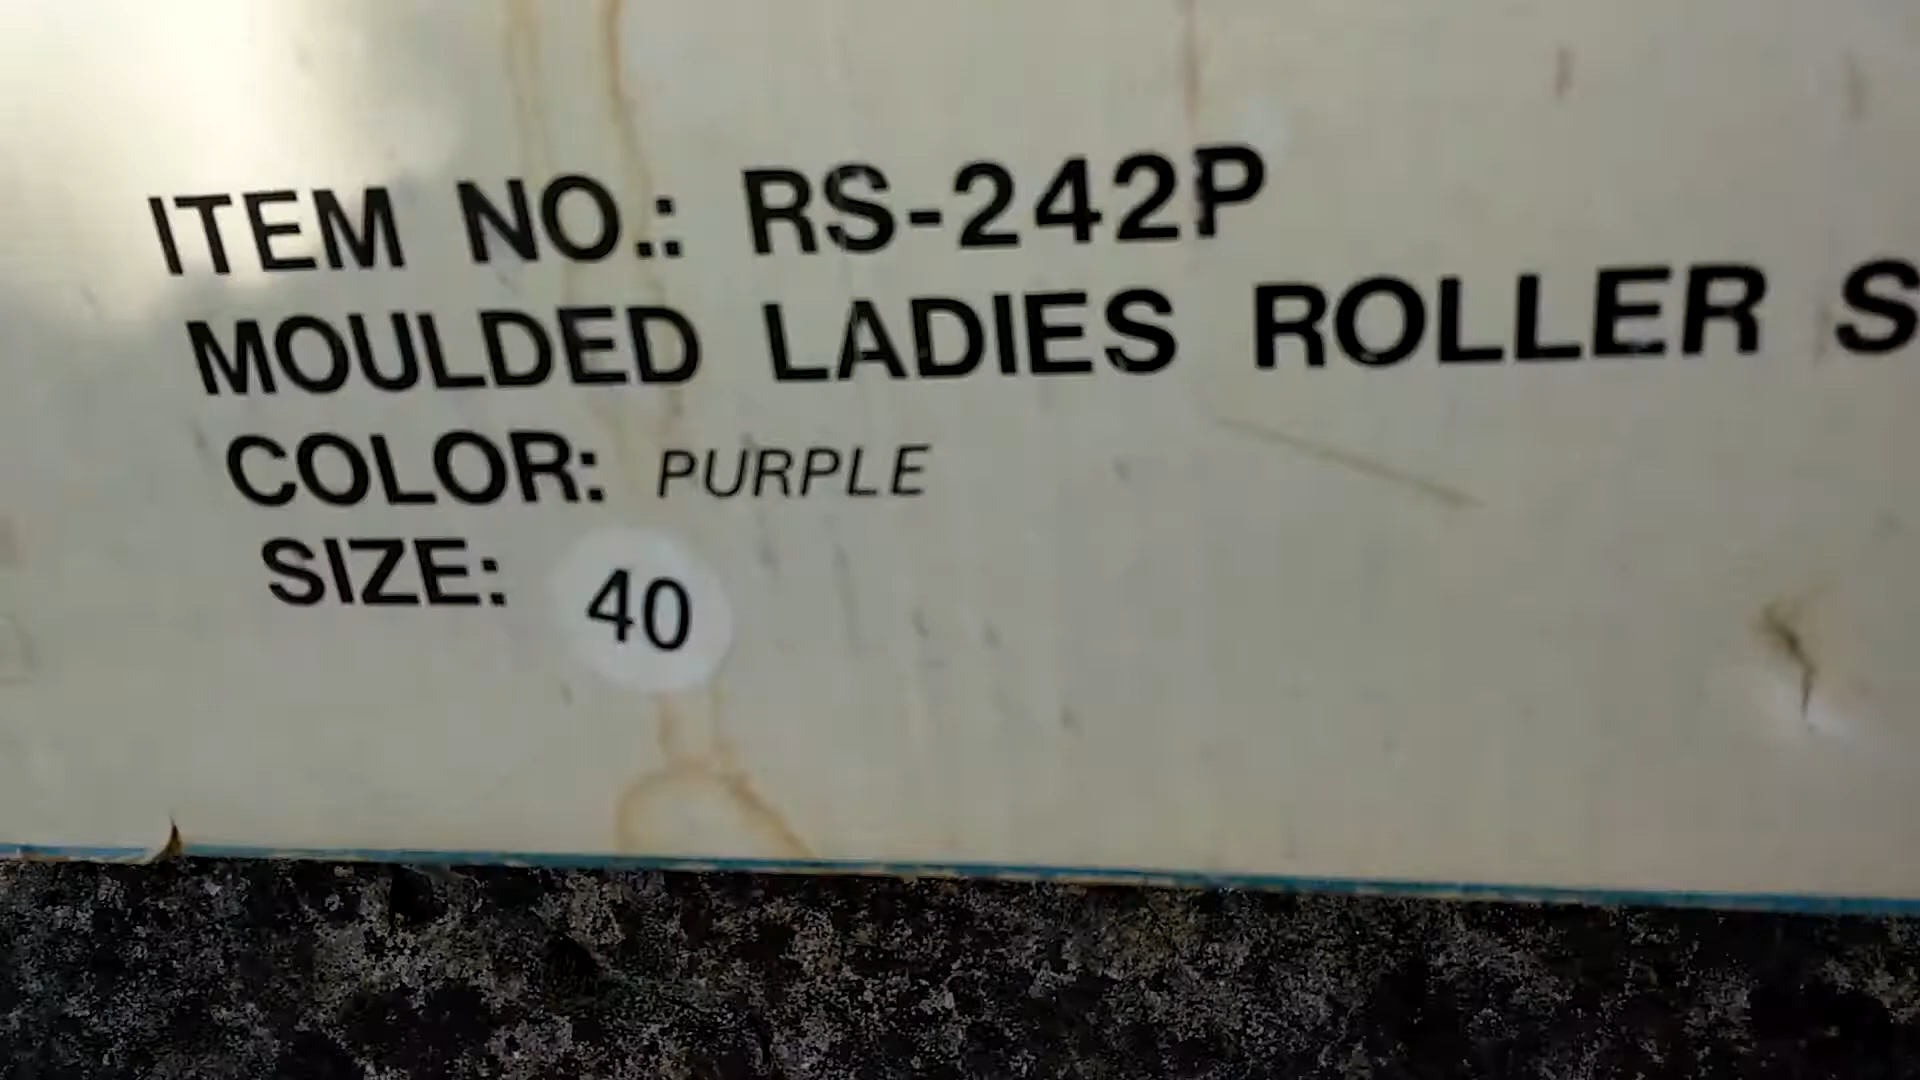 ITEM NO.: RS-242P
MOULDED LADIES ROLLER S
COLOR: PURPLE
SIZE: 40